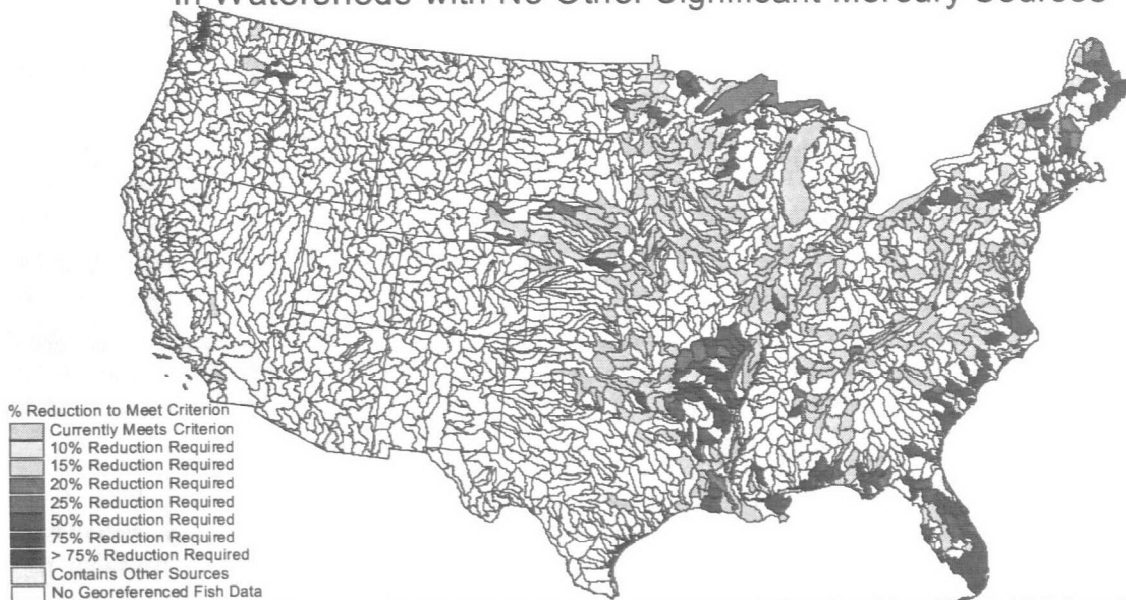 in Watersheds with No Other Significant Mercury Sources
% Reduction to Meet Criterion
Currently Meets Criterion
10% Reduction Required
15% Reduction Required
20% Reduction Required
25% Reduction Required
50% Reduction Required
75% Reduction Required
> 75% Reduction Required
Contains Other Sources
No Georeferenced Fish Data